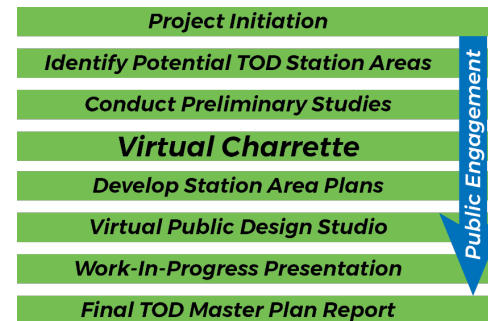 Project Initiation
Identify Potential TOD Station Areas
Conduct Preliminary Studies
Virtual Charrette
Develop Station Area Plans
Virtual Public Design Studio
Work-In-Progress Presentation
Final TOD Master Plan Report
Public Engagement